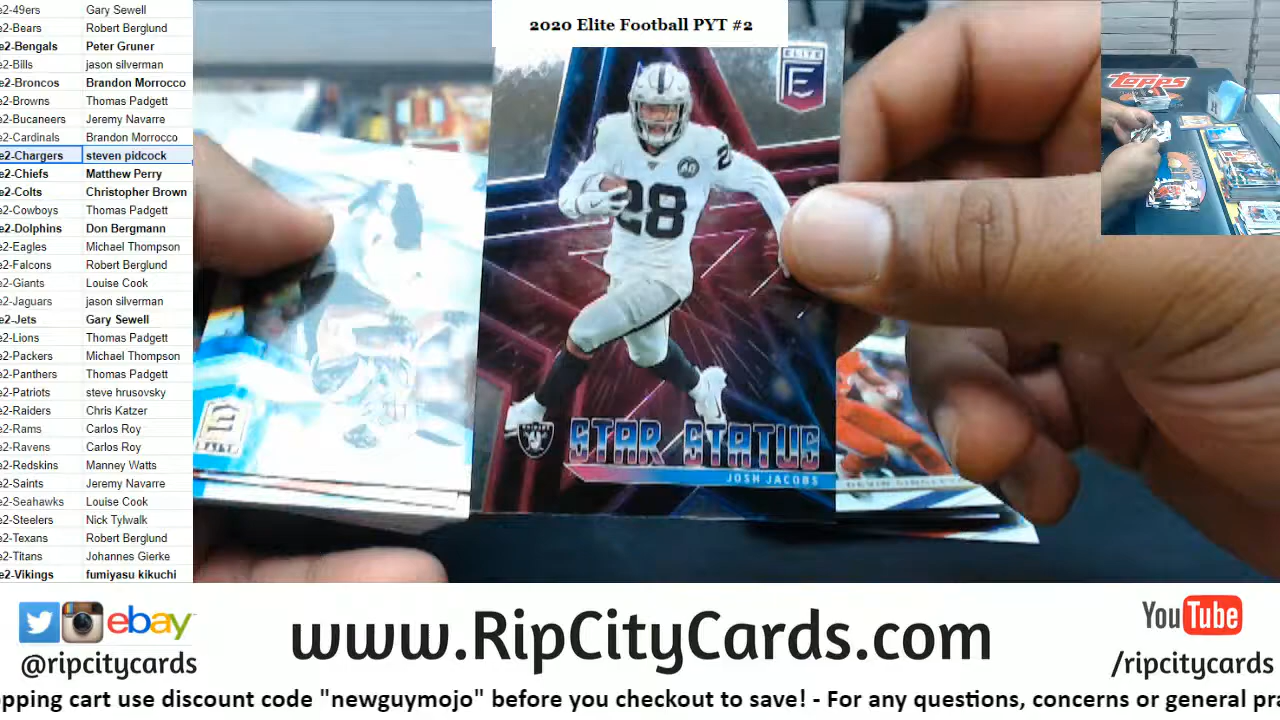 2020 Elite Football PYT #2
e2-49ers Gary Sewell
e2-Bears Robert Berglund
e2-Bengals Peter Gruner
e2-Bills jason silverman
e2-Broncos Brandon Morrocco
e2-Browns Thomas Padgett
e2-Bucaneers Jeremy Navarre
e2-Cardinals Brandon Morrocco
e2-Chargers steven pidcock
e2-Chiefs Matthew Perry
e2-Colts Christopher Brown
e2-Cowboys Thomas Padgett
e2-Dolphins Don Bergmann
e2-Eagles Michael Thompson
e2-Falcons Robert Berglund
e2-Giants Louise Cook
e2-Jaguars jason silverman
e2-Jets Gary Sewell
e2-Lions Thomas Padgett
e2-Packers Michael Thompson
e2-Panthers Thomas Padgett
e2-Patriots steve hrusovsky
e2-Raiders Chris Katzer
e2-Rams Carlos Roy
e2-Ravens Carlos Roy
e2-Redskins Manney Watts
e2-Saints Jeremy Navarre
e2-Seahawks Louise Cook
e2-Steelers Nick Tylwalk
e2-Texans Robert Berglund
e2-Titans Johannes Gierke
e2-Vikings fumiyasu kikuchi
ELITE
E
28
RAIDERS
STAR STATUS
JOSH JACOBS
Topps
ebay
@ripcitycards
www.RipCityCards.com
YouTube
/ripcitycards
opping cart use discount code "newguymojo" before you checkout to save! - For any questions, concerns or general pra